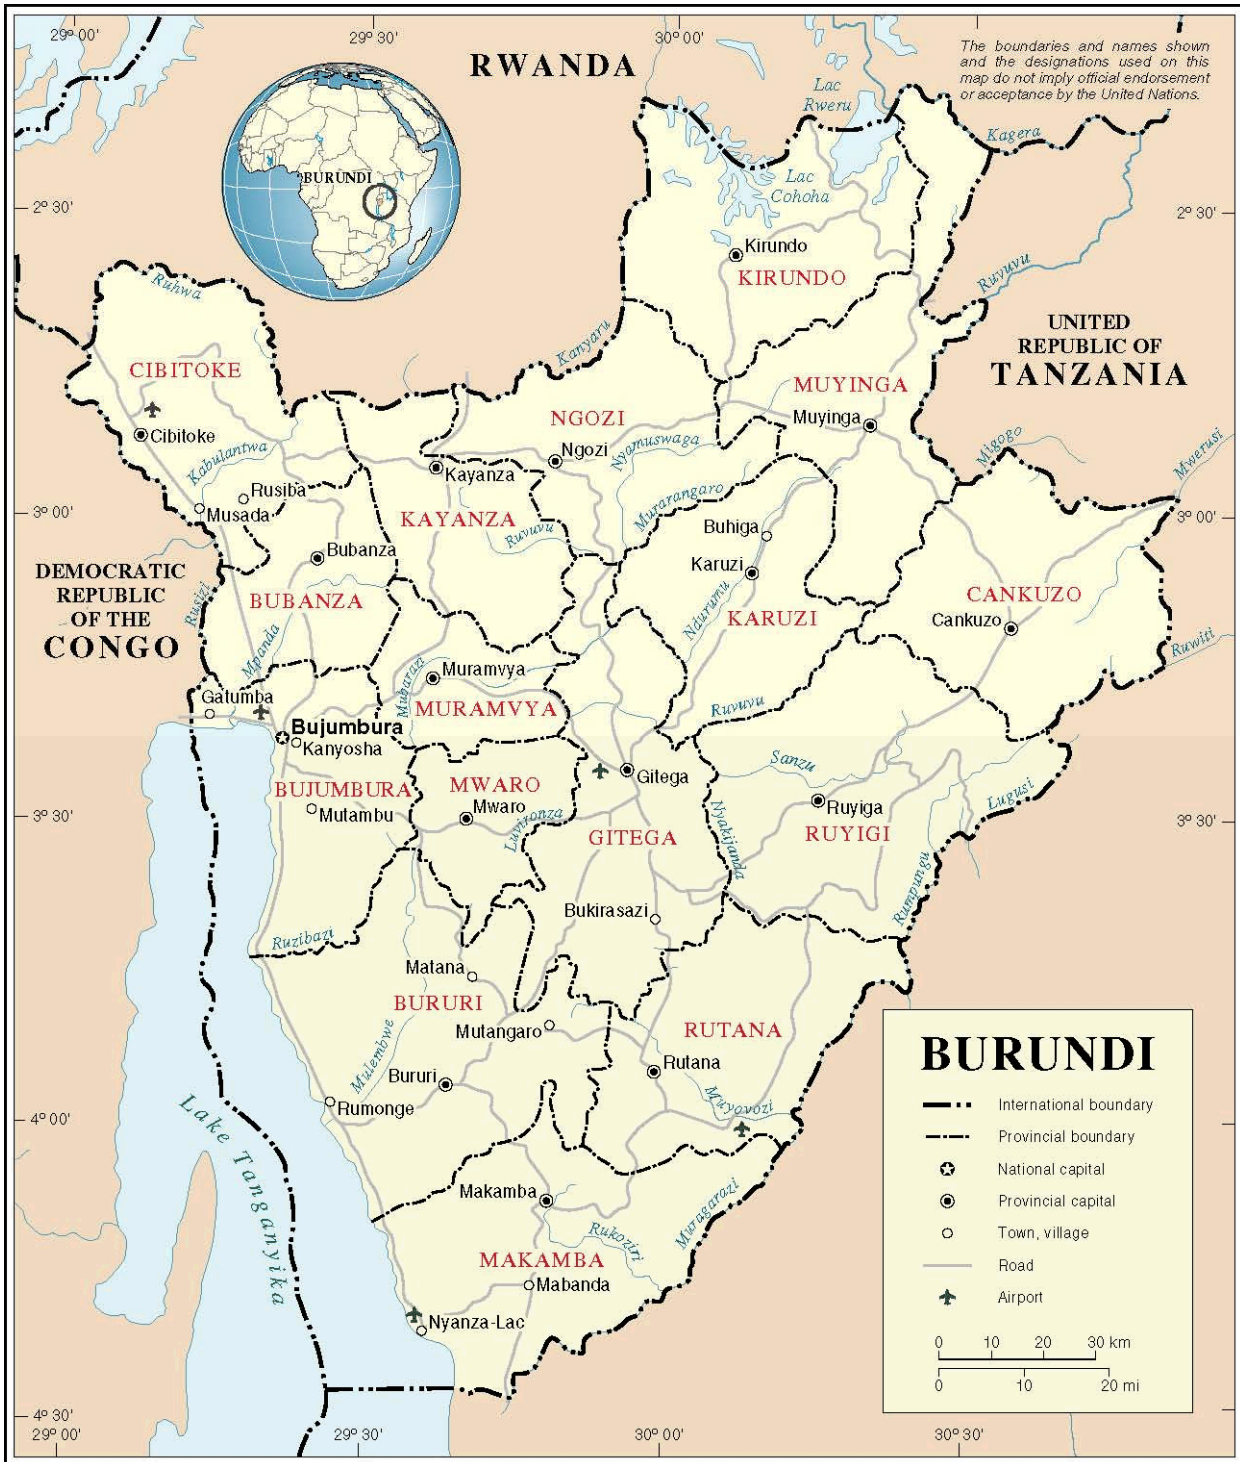 29° 00'
29° 30'
30° 00'
RWANDA
The boundaries and names shown
and the designations used on this
map do not imply official endorsement
or acceptance by the United Nations.
Lac
Rweru
Kagera
BURUNDI
Lac
Cohoha
2° 30'
2° 30'
Kirundo
KIRUNDO
Ruvuvu
Ruhwa
Kanyaru
UNITED
REPUBLIC OF
TANZANIA
CIBITOKE
MUYINGA
NGOZI
Muyinga
Cibitoke
Kabulantwa
Ngozi
Nyamuswaga
Migogo
Mwerusi
Kayanza
Rusiba
Musada
KAYANZA
Murarangaro
3° 00'
3° 00'
Ruvuvu
Buhiga
Bubanza
Karuzi
DEMOCRATIC
REPUBLIC
OF THE
CONGO
Rusizi
BUBANZA
Ndurumu
KARUZI
CANKUZO
Cankuzo
Mpanda
Ruwiti
Mubarazi
Muramvya
Gatumba
MURAMVYA
Ruvuvu
Bujumbura
Kanyosha
Sanzu
Gitega
BUJUMBURA
MWARO
Lugusi
Mutambu
Mwaro
Ruyiga
3° 30'
3° 30'
Luvironza
GITEGA
Nyakijanda
RUYIGI
Rumpungu
Bukirasazi
Ruzibazi
Matana
BURURI
Mutangaro
RUTANA
Mulembwe
Bururi
Rutana
Rumonge
Muyovozi
4° 00'
Lake Tanganyika
Makamba
Muragarazi
Rukoziri
MAKAMBA
Mabanda
Nyanza-Lac
BURUNDI
International boundary
Provincial boundary
National capital
Provincial capital
Town, village
Road
Airport
0 10 20 30 km
0 10 20 mi
4° 30'
29° 00'
29° 30'
30° 00'
30° 30'